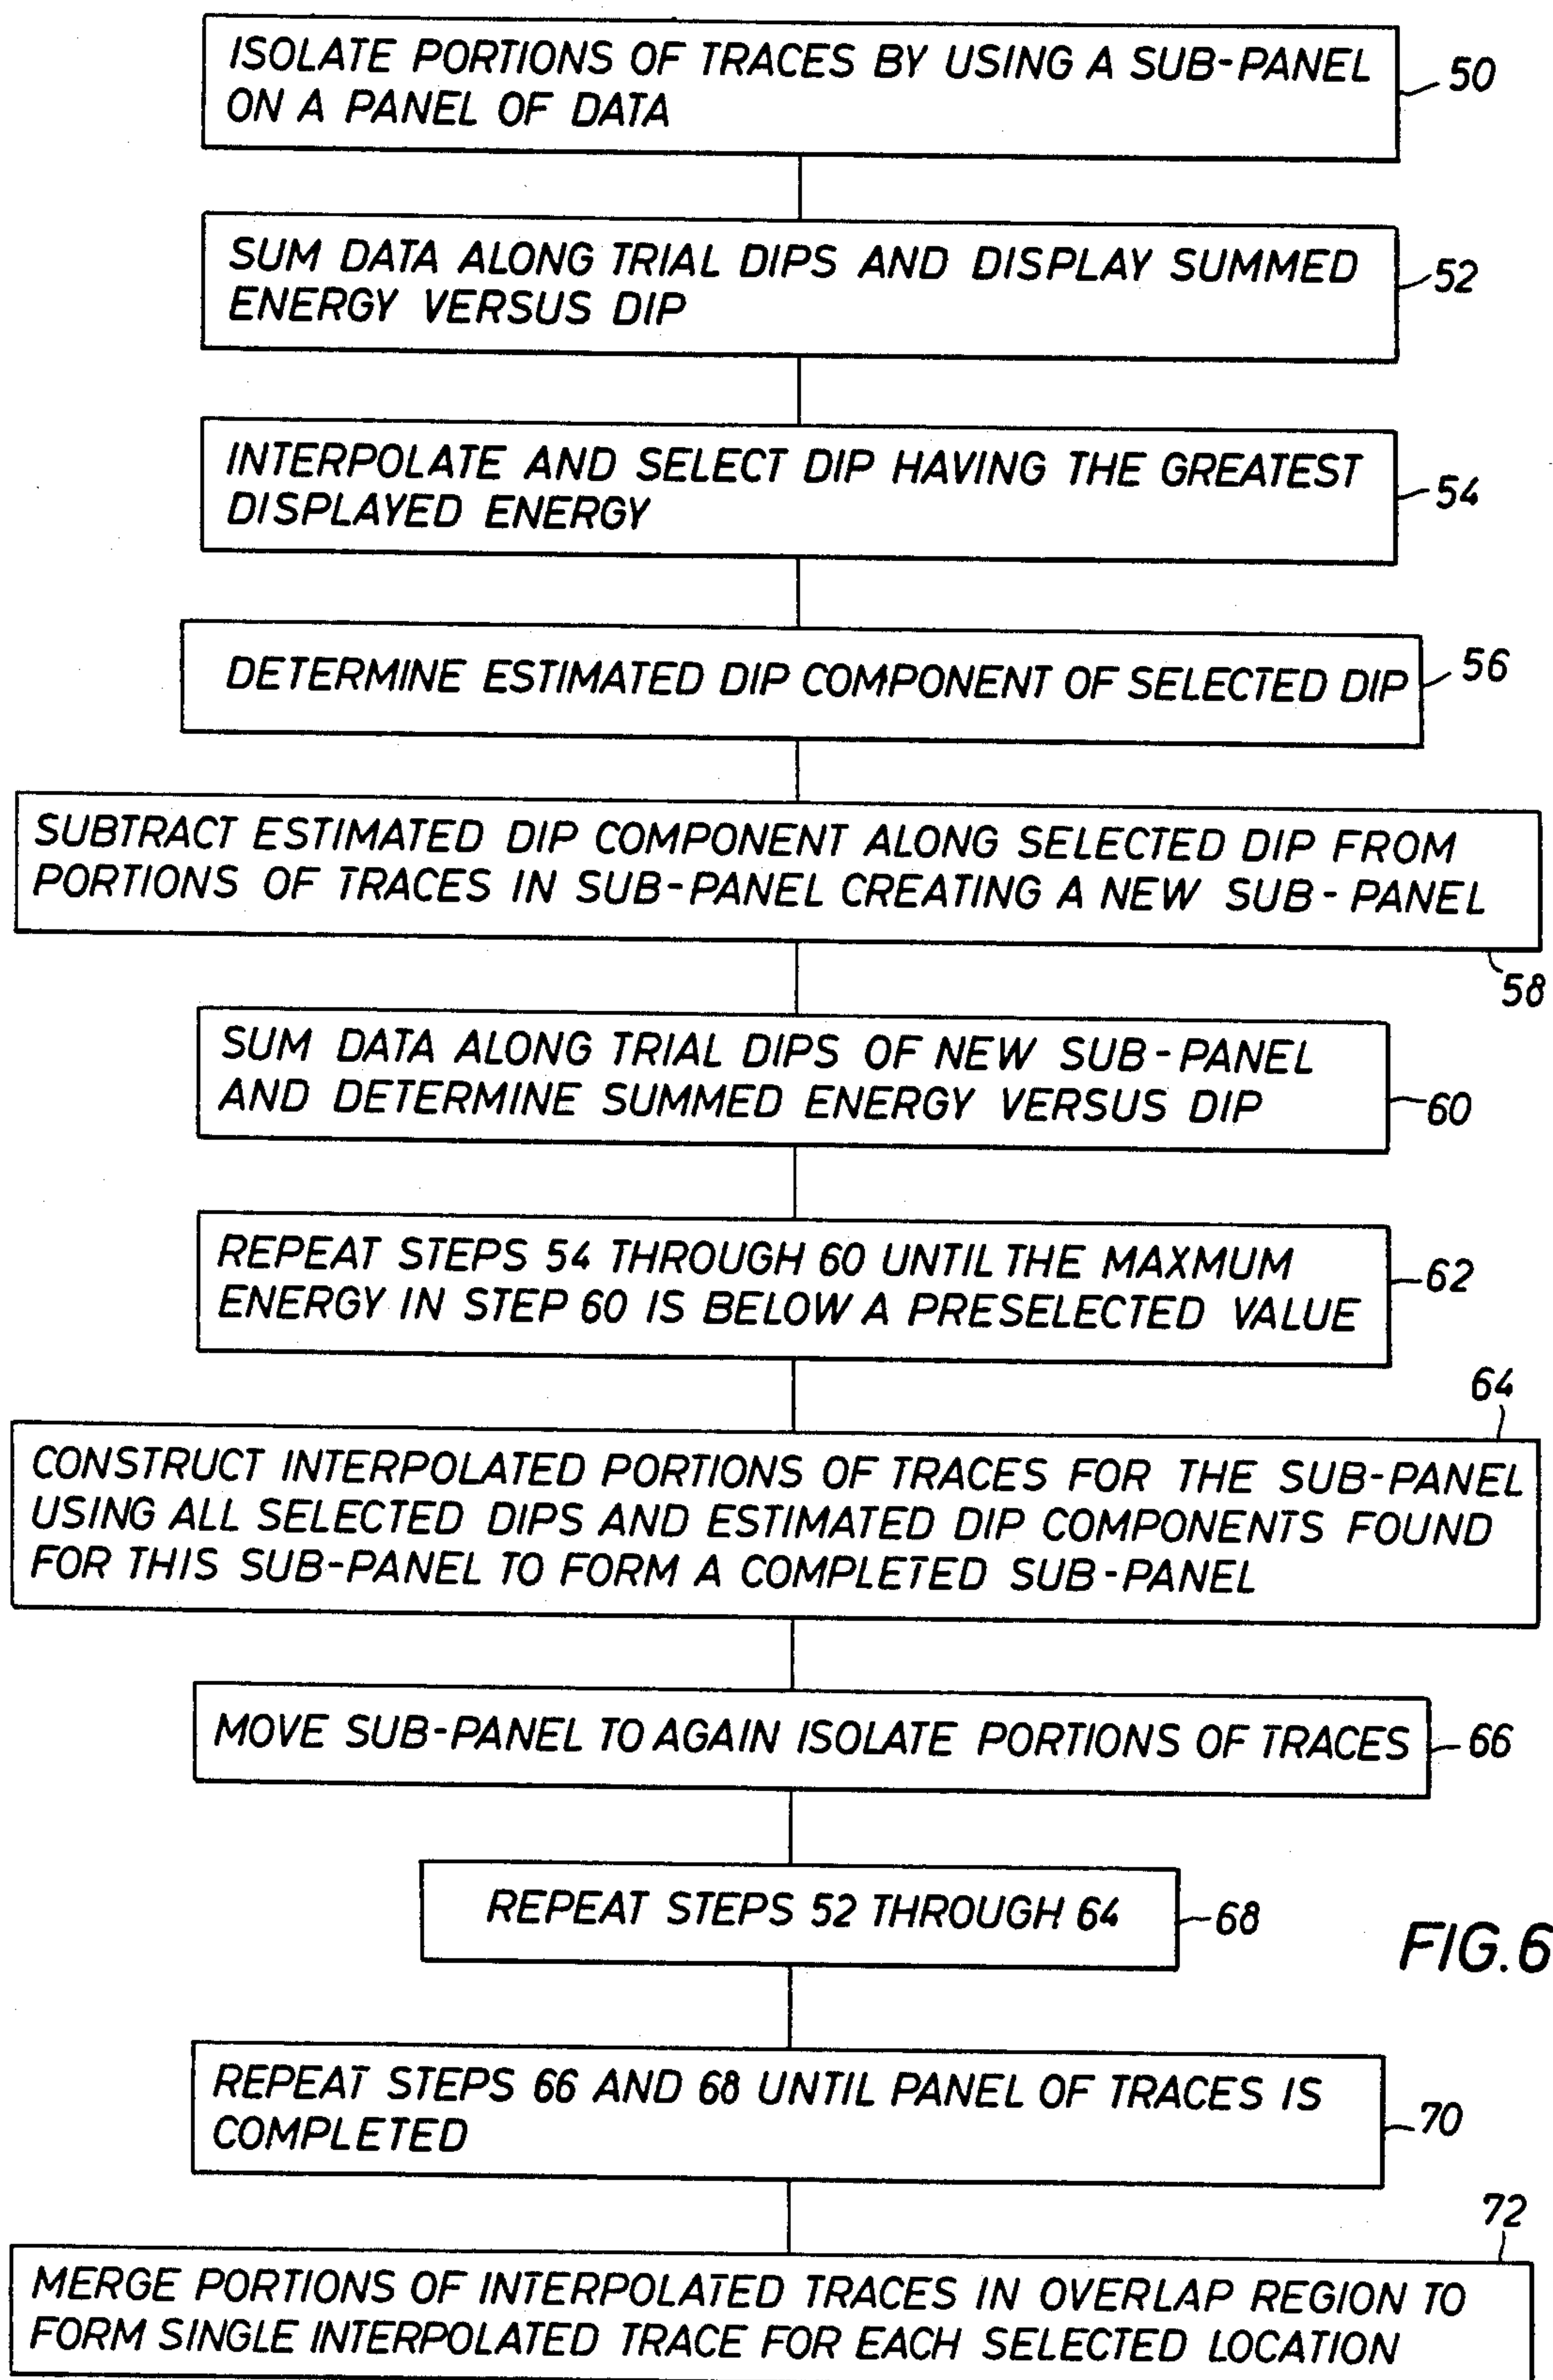 ISOLATE PORTIONS OF TRACES BY USING A SUB-PANEL
ON A PANEL OF DATA
50
SUM DATA ALONG TRIAL DIPS AND DISPLAY SUMMED
ENERGY VERSUS DIP
52
INTERPOLATE AND SELECT DIP HAVING THE GREATEST
DISPLAYED ENERGY
54
DETERMINE ESTIMATED DIP COMPONENT OF SELECTED DIP
56
SUBTRACT ESTIMATED DIP COMPONENT ALONG SELECTED DIP FROM
PORTIONS OF TRACES IN SUB-PANEL CREATING A NEW SUB-PANEL
58
SUM DATA ALONG TRIAL DIPS OF NEW SUB-PANEL
AND DETERMINE SUMMED ENERGY VERSUS DIP
60
REPEAT STEPS 54 THROUGH 60 UNTIL THE MAXMUM
ENERGY IN STEP 60 IS BELOW A PRESELECTED VALUE
62
64
CONSTRUCT INTERPOLATED PORTIONS OF TRACES FOR THE SUB-PANEL
USING ALL SELECTED DIPS AND ESTIMATED DIP COMPONENTS FOUND
FOR THIS SUB-PANEL TO FORM A COMPLETED SUB-PANEL
MOVE SUB-PANEL TO AGAIN ISOLATE PORTIONS OF TRACES
66
REPEAT STEPS 52 THROUGH 64
68
FIG.6
REPEAT STEPS 66 AND 68 UNTIL PANEL OF TRACES IS
COMPLETED
70
72
MERGE PORTIONS OF INTERPOLATED TRACES IN OVERLAP REGION TO
FORM SINGLE INTERPOLATED TRACE FOR EACH SELECTED LOCATION